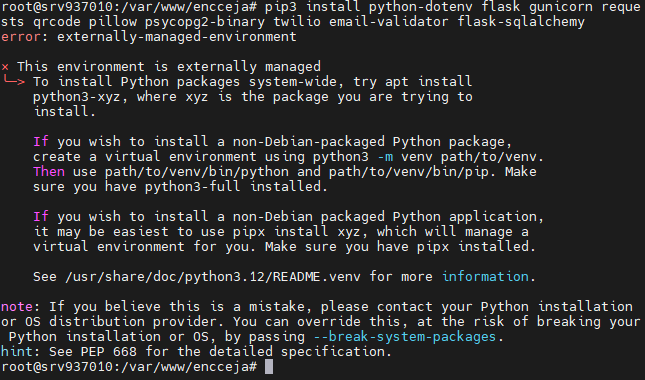 root@srv937010:/var/www/encceja# pip3 install python-dotenv flask gunicorn reque
sts qrcode pillow psycopg2-binary twilio email-validator flask-sqlalchemy
error: externally-managed-environment

× This environment is externally managed
╰─> To install Python packages system-wide, try apt install
    python3-xyz, where xyz is the package you are trying to
    install.

    If you wish to install a non-Debian-packaged Python package,
    create a virtual environment using python3 -m venv path/to/venv.
    Then use path/to/venv/bin/python and path/to/venv/bin/pip. Make
    sure you have python3-full installed.

    If you wish to install a non-Debian packaged Python application,
    it may be easiest to use pipx install xyz, which will manage a
    virtual environment for you. Make sure you have pipx installed.

    See /usr/share/doc/python3.12/README.venv for more information.

note: If you believe this is a mistake, please contact your Python installation
or OS distribution provider. You can override this, at the risk of breaking your
 Python installation or OS, by passing --break-system-packages.
hint: See PEP 668 for the detailed specification.
root@srv937010:/var/www/encceja#